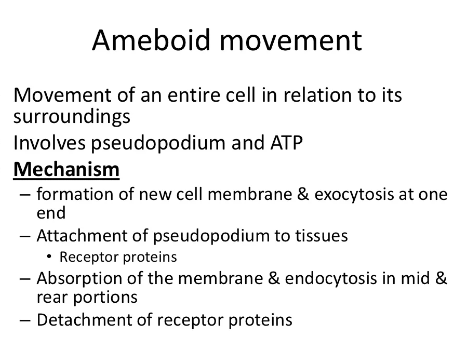 Ameboid movement
Movement of an entire cell in relation to its
surroundings
Involves pseudopodium and ATP
Mechanism
– formation of new cell membrane & exocytosis at one
end
– Attachment of pseudopodium to tissues
• Receptor proteins
– Absorption of the membrane & endocytosis in mid &
rear portions
– Detachment of receptor proteins